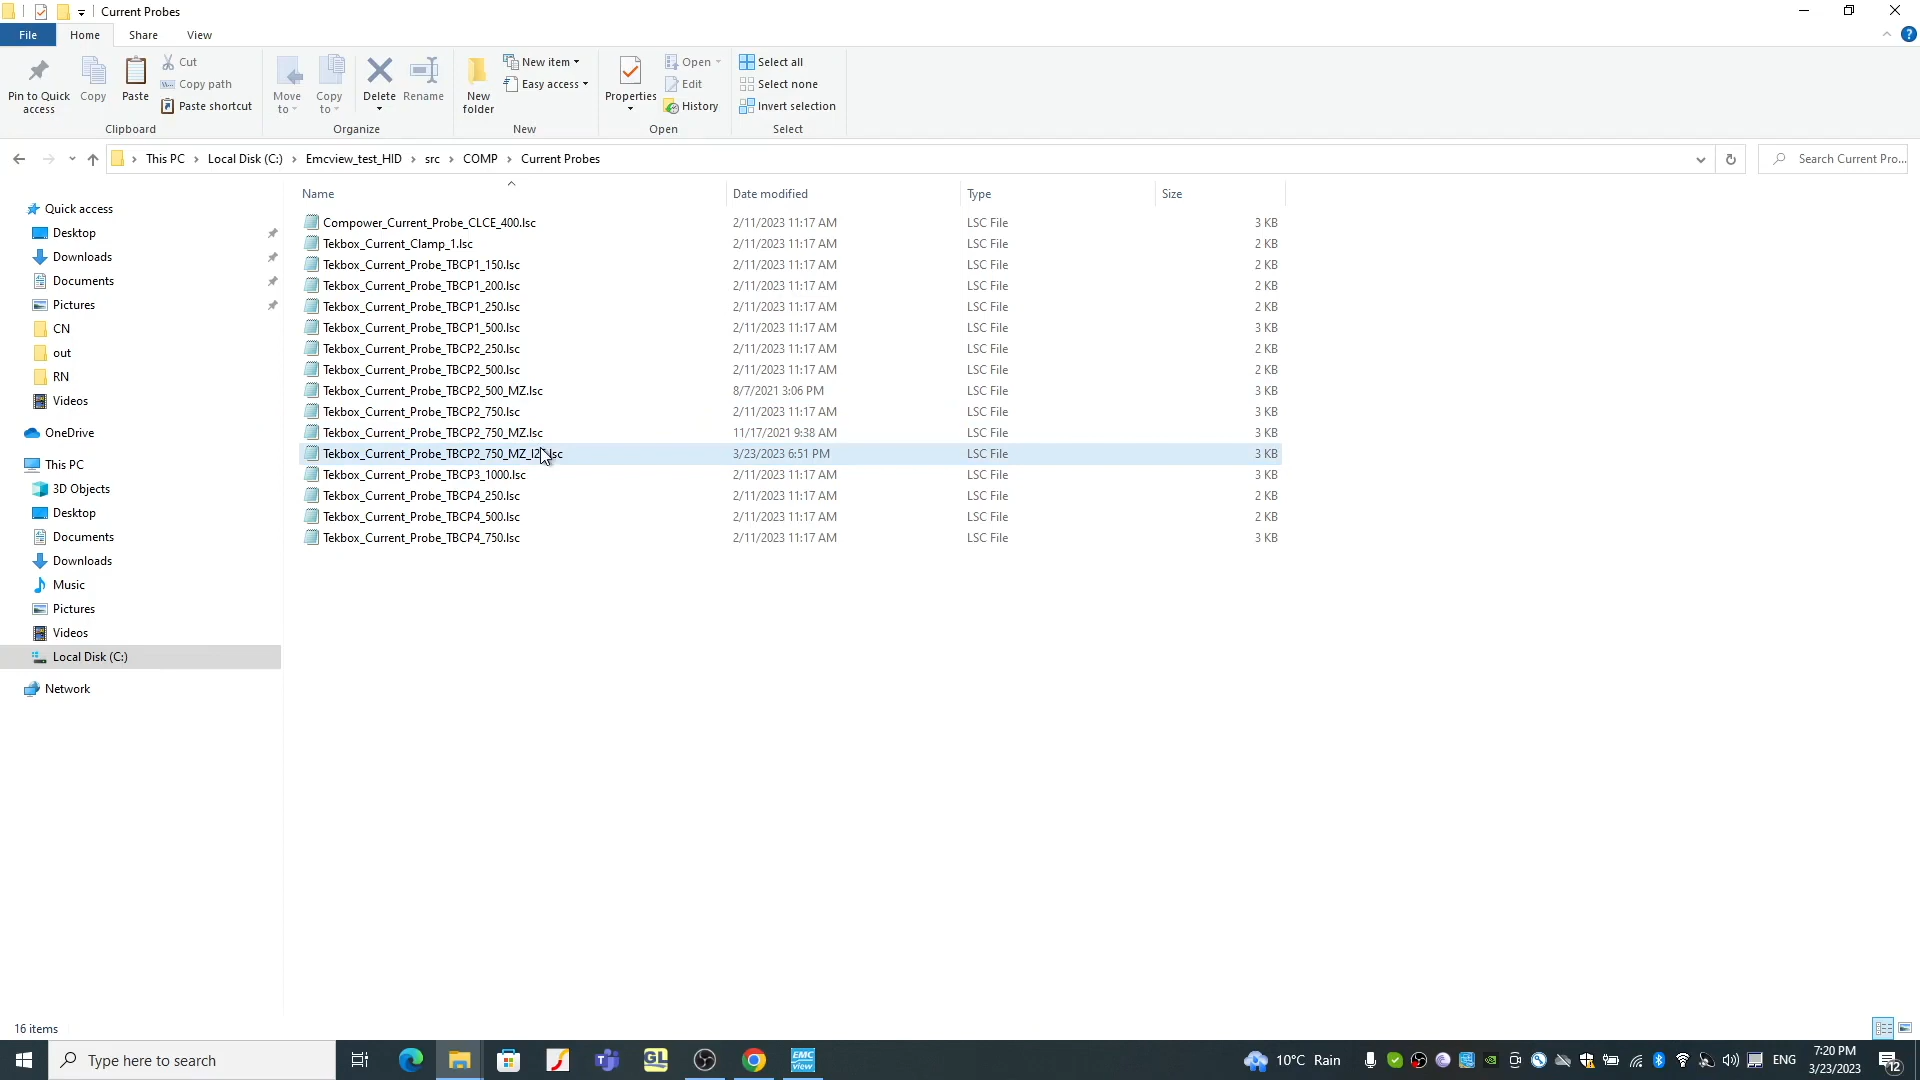 Current Probes
File Home Share View
Pin to Quick access
Copy
Paste
Cut
Copy path
Paste shortcut
Clipboard
Move to
Copy to
Delete
Rename
Organize
New folder
New item
Easy access
New
Properties
Open
Edit
History
Open
Select all
Select none
Invert selection
Select
This PC Local Disk (C:) Emcview_test_HID src COMP Current Probes
Search Current Pro...
Quick access
Desktop
Downloads
Documents
Pictures
CN
out
RN
Videos
OneDrive
This PC
3D Objects
Desktop
Documents
Downloads
Music
Pictures
Videos
Local Disk (C:)
Network
Name Date modified Type Size
Compower_Current_Probe_CLCE_400.lsc 2/11/2023 11:17 AM LSC File 3 KB
Tekbox_Current_Clamp_1.lsc 2/11/2023 11:17 AM LSC File 2 KB
Tekbox_Current_Probe_TBCP1_150.lsc 2/11/2023 11:17 AM LSC File 2 KB
Tekbox_Current_Probe_TBCP1_200.lsc 2/11/2023 11:17 AM LSC File 2 KB
Tekbox_Current_Probe_TBCP1_250.lsc 2/11/2023 11:17 AM LSC File 2 KB
Tekbox_Current_Probe_TBCP1_500.lsc 2/11/2023 11:17 AM LSC File 3 KB
Tekbox_Current_Probe_TBCP2_250.lsc 2/11/2023 11:17 AM LSC File 2 KB
Tekbox_Current_Probe_TBCP2_500.lsc 2/11/2023 11:17 AM LSC File 2 KB
Tekbox_Current_Probe_TBCP2_500_MZ.lsc 8/7/2021 3:06 PM LSC File 3 KB
Tekbox_Current_Probe_TBCP2_750.lsc 2/11/2023 11:17 AM LSC File 3 KB
Tekbox_Current_Probe_TBCP2_750_MZ.lsc 11/17/2021 9:38 AM LSC File 3 KB
3/23/2023 6:51 PM LSC File 3 KB
Tekbox_Current_Probe_TBCP3_1000.lsc 2/11/2023 11:17 AM LSC File 3 KB
Tekbox_Current_Probe_TBCP4_250.lsc 2/11/2023 11:17 AM LSC File 2 KB
Tekbox_Current_Probe_TBCP4_500.lsc 2/11/2023 11:17 AM LSC File 2 KB
Tekbox_Current_Probe_TBCP4_750.lsc 2/11/2023 11:17 AM LSC File 3 KB
16 items
Type here to search
GL
EMC view
10°C Rain
ENG
7:20 PM
3/23/2023
12